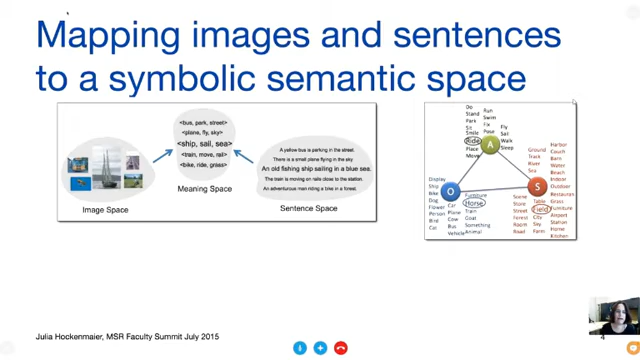 Mapping images and sentences
to a symbolic semantic space
<bus, park, street>
<plane, fly, sky>
<ship, sail, sea>
<train, move, rail>
<bike, ride, grass>
Meaning Space
Image Space
A yellow bus is parking in the street.
There is a small plane flying in the sky
An old fishing ship sailing in a blue sea.
The train is moving on rails close to the station.
An adventurous man riding a bike in a forest.
Sentence Space
Do
Stand
Park
Sit
Smile
Ride
Place
Move
Run
Swim
Fix
Pose
Fly
Sail
Walk
Sleep
A
O
S
Display
Ship
Bike
Dog
Flower
Person
Bird
Cat
Furniture
Horse
Car
Plane
Cow
Bus
Vehicle
Train
Goat
Something
Animal
Ground
Track
River
Sea
Scene
Store
Street
Forest
Room
Road
Table
Field
City
Sky
Farm
Harbor
Couch
Barn
Water
Beach
Indoor
Outdoor
Restauran
Grass
Furniture
Airport
Station
Home
Kitchen
Julia Hockenmaier, MSR Faculty Summit July 2015
4